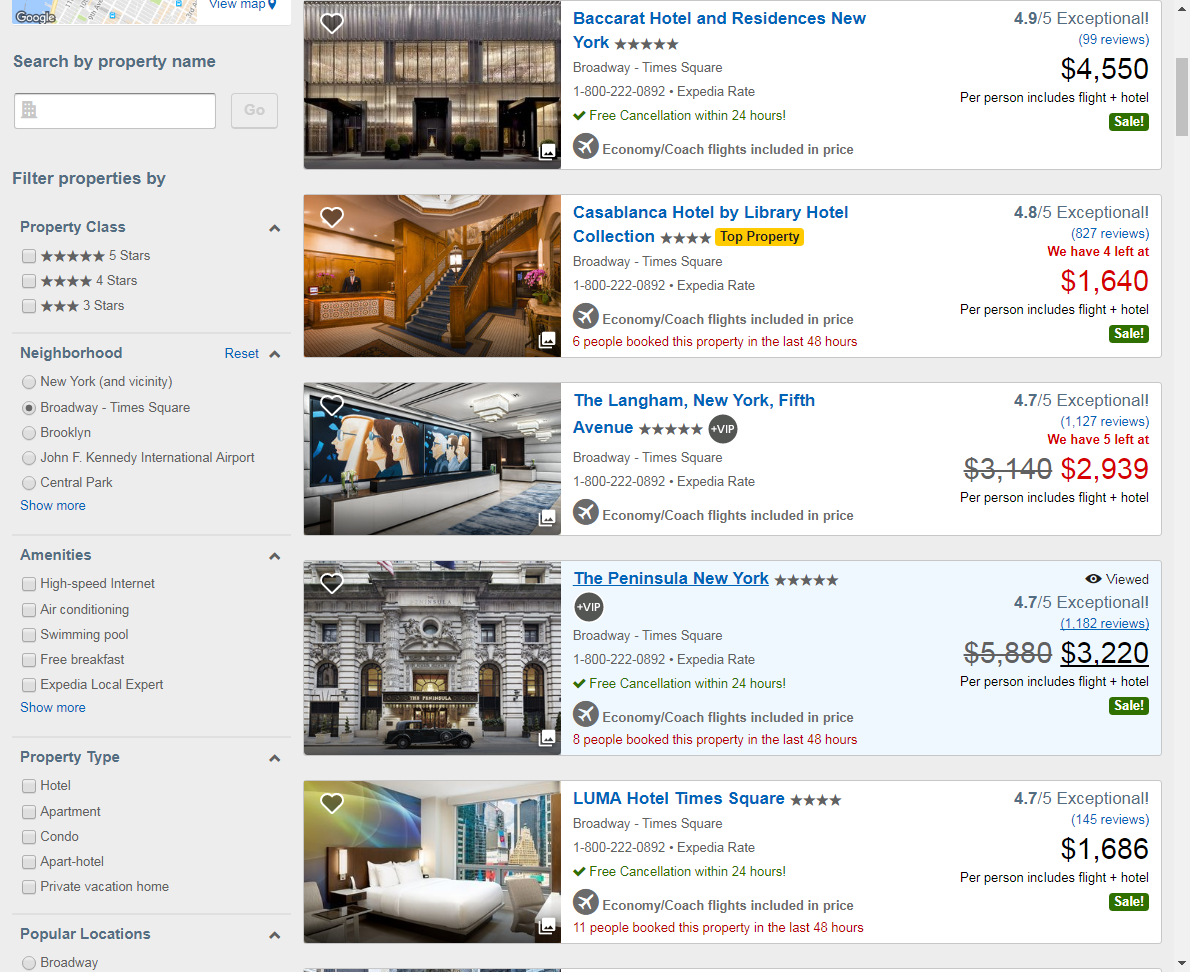 Google
View map
Search by property name
Go
Filter properties by
Property Class
5 Stars
4 Stars
3 Stars
Neighborhood
Reset
New York (and vicinity)
Broadway - Times Square
Brooklyn
John F. Kennedy International Airport
Central Park
Show more
Amenities
High-speed Internet
Air conditioning
Swimming pool
Free breakfast
Expedia Local Expert
Show more
Property Type
Hotel
Apartment
Condo
Apart-hotel
Private vacation home
Popular Locations
Broadway
Baccarat Hotel and Residences New
York ★★★★★
Broadway - Times Square
1-800-222-0892 • Expedia Rate
Free Cancellation within 24 hours!
Economy/Coach flights included in price
4.9/5 Exceptional!
(99 reviews)
$4,550
Per person includes flight + hotel
Sale!
Casablanca Hotel by Library Hotel
Collection ★★★★ Top Property
Broadway - Times Square
1-800-222-0892 • Expedia Rate
Economy/Coach flights included in price
6 people booked this property in the last 48 hours
4.8/5 Exceptional!
(827 reviews)
We have 4 left at
$1,640
Per person includes flight + hotel
Sale!
The Langham, New York, Fifth
Avenue ★★★★★ +VIP
Broadway - Times Square
1-800-222-0892 • Expedia Rate
Economy/Coach flights included in price
4.7/5 Exceptional!
(1,127 reviews)
We have 5 left at
$3,140 $2,939
Per person includes flight + hotel
THE PENINSULA
The Peninsula New York ★★★★★
+VIP
Broadway - Times Square
1-800-222-0892 • Expedia Rate
Free Cancellation within 24 hours!
Economy/Coach flights included in price
8 people booked this property in the last 48 hours
Viewed
4.7/5 Exceptional!
(1,182 reviews)
$5,880 $3,220
Per person includes flight + hotel
Sale!
LUMA Hotel Times Square ★★★★
Broadway - Times Square
1-800-222-0892 • Expedia Rate
Free Cancellation within 24 hours!
Economy/Coach flights included in price
11 people booked this property in the last 48 hours
4.7/5 Exceptional!
(145 reviews)
$1,686
Per person includes flight + hotel
Sale!